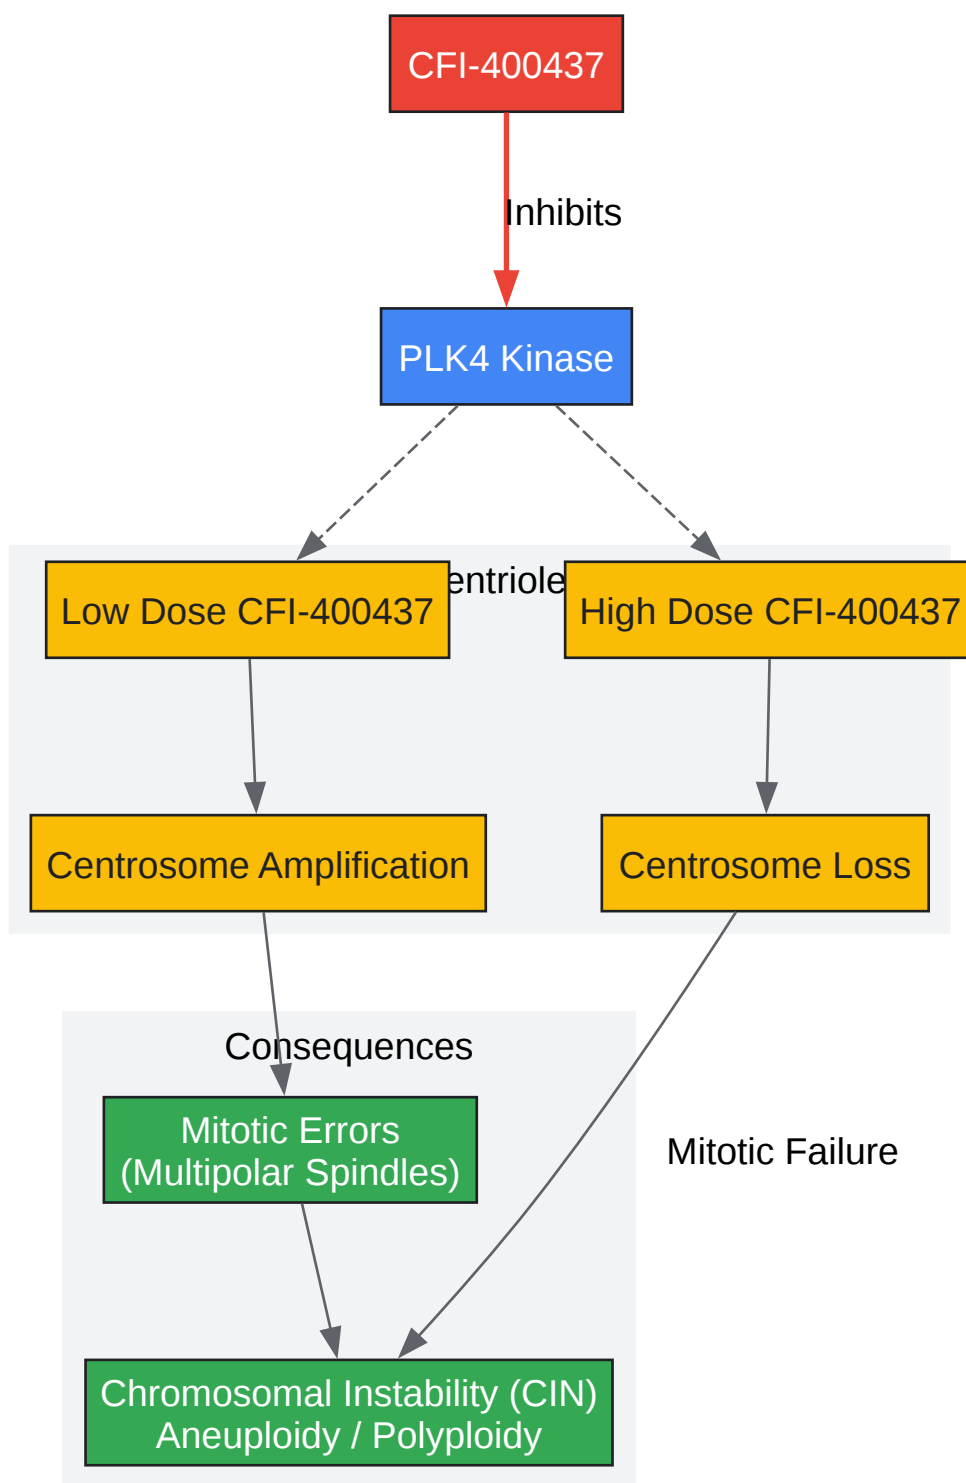 CFI-400437
Inhibits
PLK4 Kinase
entriole
Low Dose CFI-400437
High Dose CFI-400437
Centrosome Amplification
Centrosome Loss
Consequences
Mitotic Errors
(Multipolar Spindles)
Mitotic Failure
Chromosomal Instability (CIN)
Aneuploidy / Polyploidy